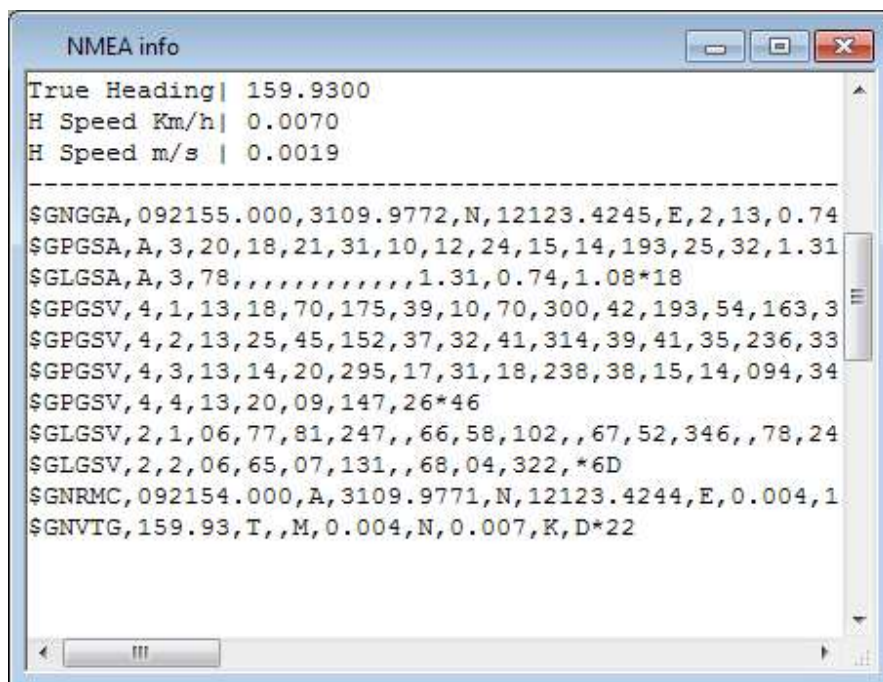 NMEA info
True Heading| 159.9300
H Speed Km/h| 0.0070
H Speed m/s | 0.0019
-----------------------------------------------------
$GNGGA,092155.000,3109.9772,N,12123.4245,E,2,13,0.74
$GPGSA,A,3,20,18,21,31,10,12,24,15,14,193,25,32,1.31
$GLGSA,A,3,78,,,,,,,,,,,,1.31,0.74,1.08*18
$GPGSV,4,1,13,18,70,175,39,10,70,300,42,193,54,163,3
$GPGSV,4,2,13,25,45,152,37,32,41,314,39,41,35,236,33
$GPGSV,4,3,13,14,20,295,17,31,18,238,38,15,14,094,34
$GPGSV,4,4,13,20,09,147,26*46
$GLGSV,2,1,06,77,81,247,,66,58,102,,67,52,346,,78,24
$GLGSV,2,2,06,65,07,131,,68,04,322,*6D
$GNRMC,092154.000,A,3109.9771,N,12123.4244,E,0.004,1
$GNVTG,159.93,T,,M,0.004,N,0.007,K,D*22